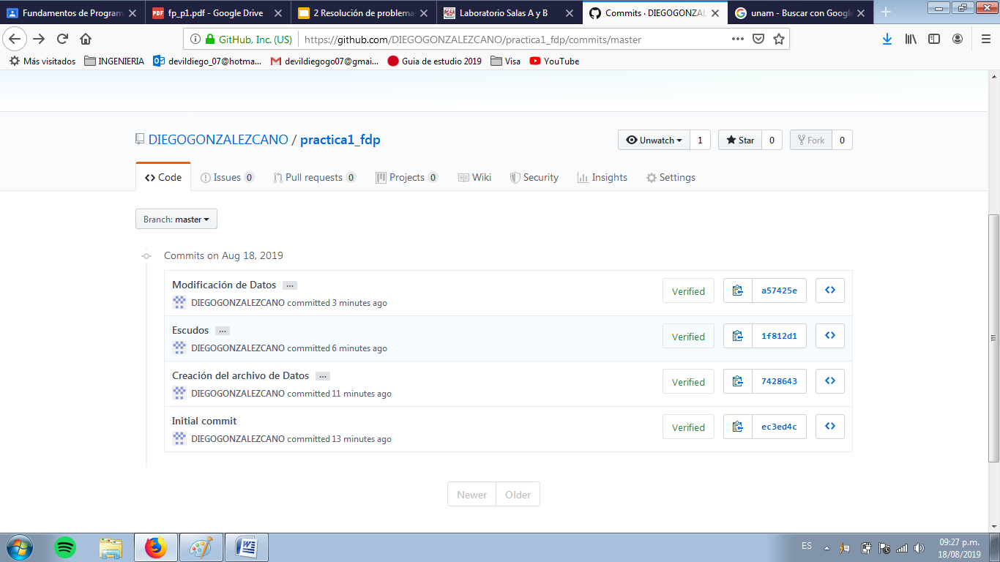 Fundamentos de Program
fp_p1.pdf - Google Drive
2 Resolución de problema
Laboratorio Salas A y B
Commits · DIEGOGONZAL
unam - Buscar con Google
GitHub, Inc. (US)
https://github.com/DIEGOGONZALEZCANO/practica1_fdp/commits/master
Más visitados
INGENIERIA
devildiego_07@hotma...
devildiegogo07@gmai...
Guia de estudio 2019
Visa
YouTube
DIEGOGONZALEZCANO / practica1_fdp
Unwatch 1
Star 0
Fork 0
Code
Issues 0
Pull requests 0
Projects 0
Wiki
Security
Insights
Settings
Branch: master
Commits on Aug 18, 2019
Modificación de Datos ...
Verified
a57425e
DIEGOGONZALEZCANO committed 3 minutes ago
Escudos ...
Verified
1f812d1
DIEGOGONZALEZCANO committed 6 minutes ago
Creación del archivo de Datos ...
Verified
7428643
DIEGOGONZALEZCANO committed 11 minutes ago
Initial commit
Verified
ec3ed4c
DIEGOGONZALEZCANO committed 13 minutes ago
Newer
Older
ES
09:27 p.m.
18/08/2019